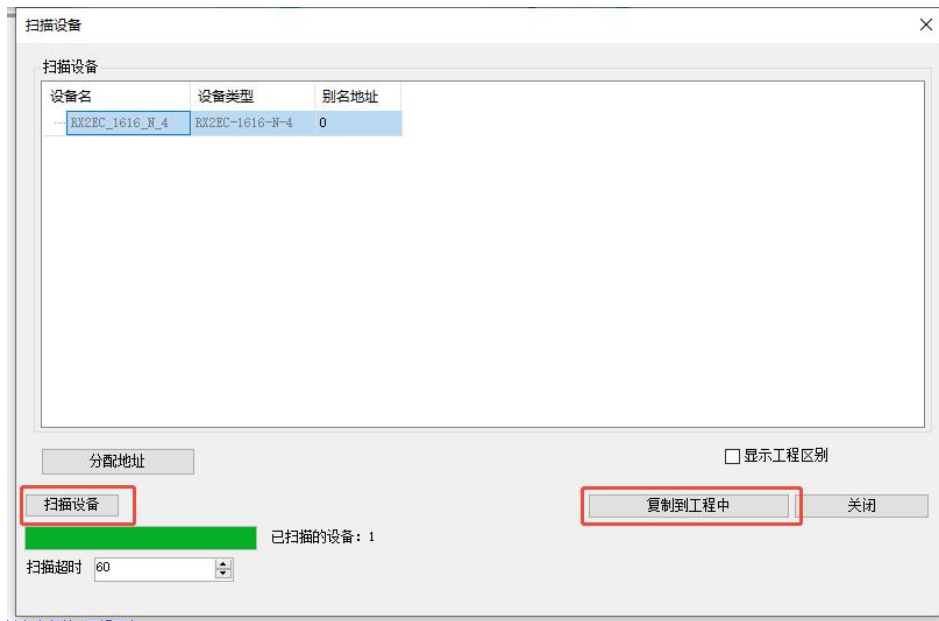 扫描设备
扫描设备
设备名 设备类型 别名地址
RX2EC_1616_N_4 RX2EC-1616-N-4 0
分配地址 显示工程区别
扫描设备 复制到工程中 关闭
已扫描的设备: 1
扫描超时 60